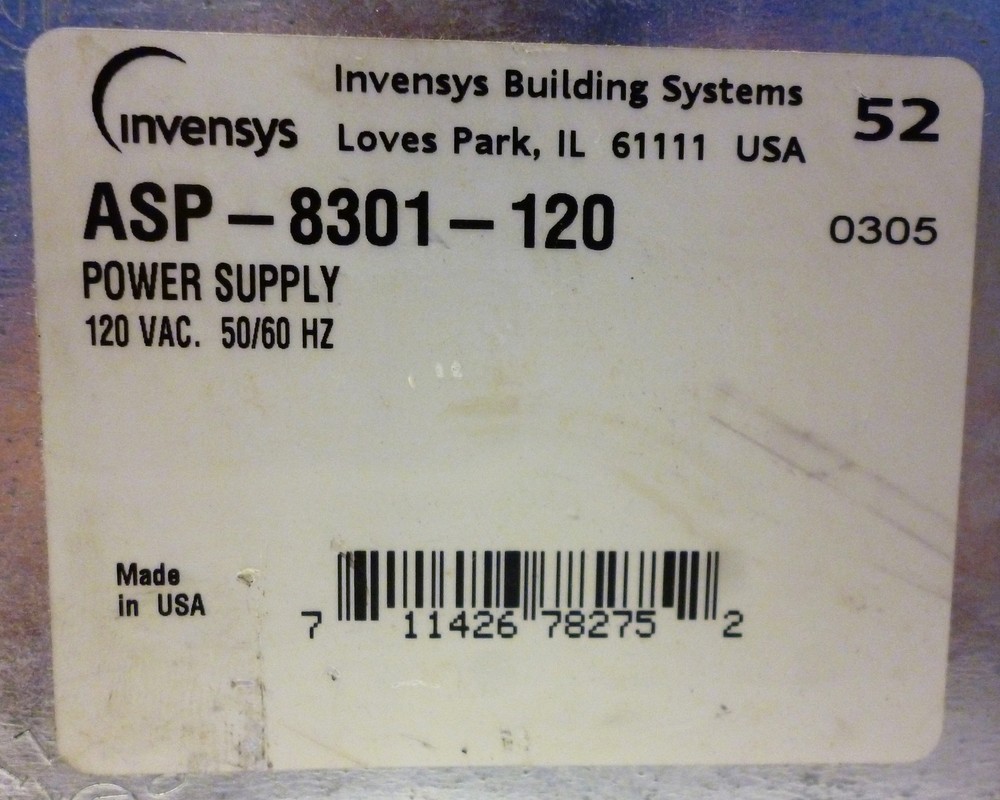 invensys
Invensys Building Systems
Loves Park, IL 61111 USA
52
ASP-8301-120
0305
POWER SUPPLY
120 VAC. 50/60 HZ
Made
in USA
7 11426 78275 2